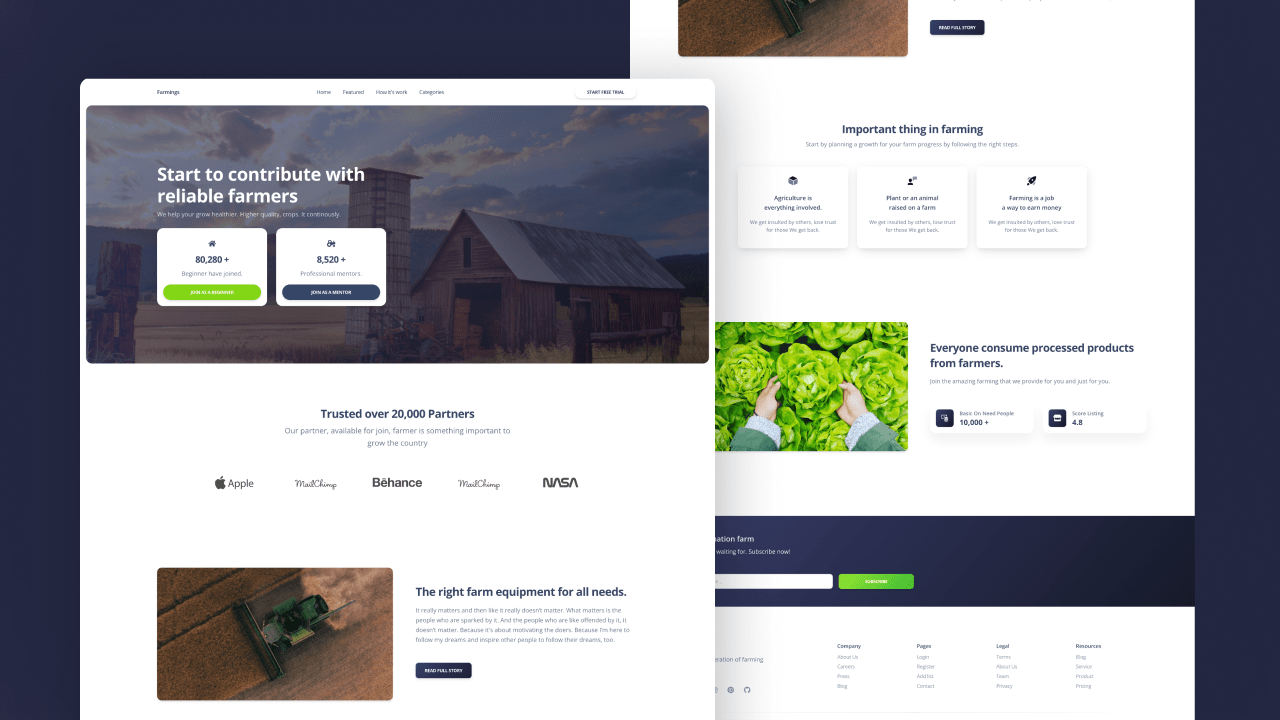 Farmings
Home
Featured
How it's work
Categories
START FREE TRIAL
Start to contribute with
reliable farmers
We help your grow healthier. Higher quality, crops. It continously.
80,280 +
Beginner have joined.
JOIN AS A BEGINNER
8,520 +
Professional mentors.
JOIN AS A MENTOR
Trusted over 20,000 Partners
Our partner, available for join, farmer is something important to
grow the country
Apple
MailChimp
Bēhance
MailChimp
NASA
The right farm equipment for all needs.
It really matters and then like it really doesn't matter. What matters is the
people who are sparked by it. And the people who are like offended by it, it
doesn't matter. Because it's about motivating the doers. Because I'm here to
follow my dreams and inspire other people to follow their dreams, too.
READ FULL STORY
READ FULL STORY
Important thing in farming
Start by planning a growth for your farm progress by following the right steps.
Agriculture is
everything involved.
We get insulted by others, lose trust
for those We get back.
Plant or an animal
raised on a farm
We get insulted by others, lose trust
for those We get back.
Farming is a job
a way to earn money
We get insulted by others, lose trust
for those We get back.
Everyone consume processed products
from farmers.
Join the amazing farming that we provide for you and just for you.
Basic On Need People
10,000 +
Score Listing
4.8
farm
waiting for. Subscribe now!
SUBSCRIBE
of farming
Company
About Us
Careers
Press
Blog
Pages
Login
Register
Add list
Contact
Legal
Terms
About Us
Team
Privacy
Resources
Blog
Service
Product
Pricing